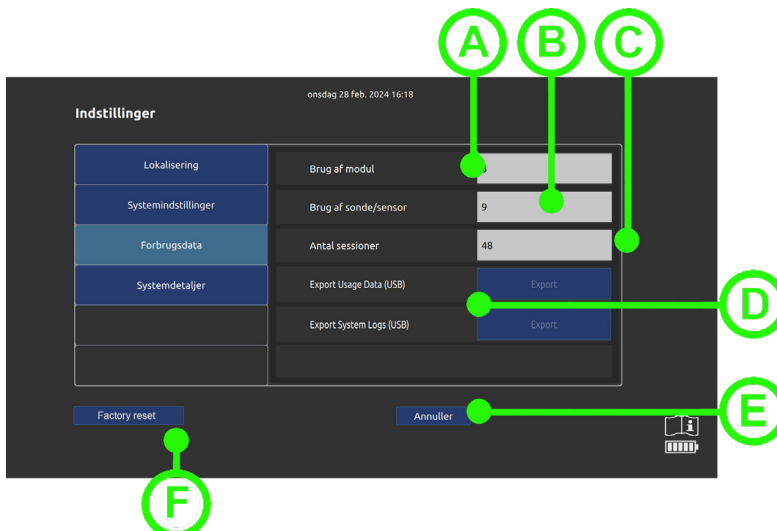 A B C
onsdag 28 feb. 2024 16:18
Indstillinger
Lokalisering
Brug af modul
Systemindstillinger
Brug af sonde/sensor
9
Forbrugsdata
Antal sessioner
48
Systemdetaljer
Export Usage Data (USB)
Export
D
Export System Logs (USB)
Export
Factory reset
Annuller
E
F